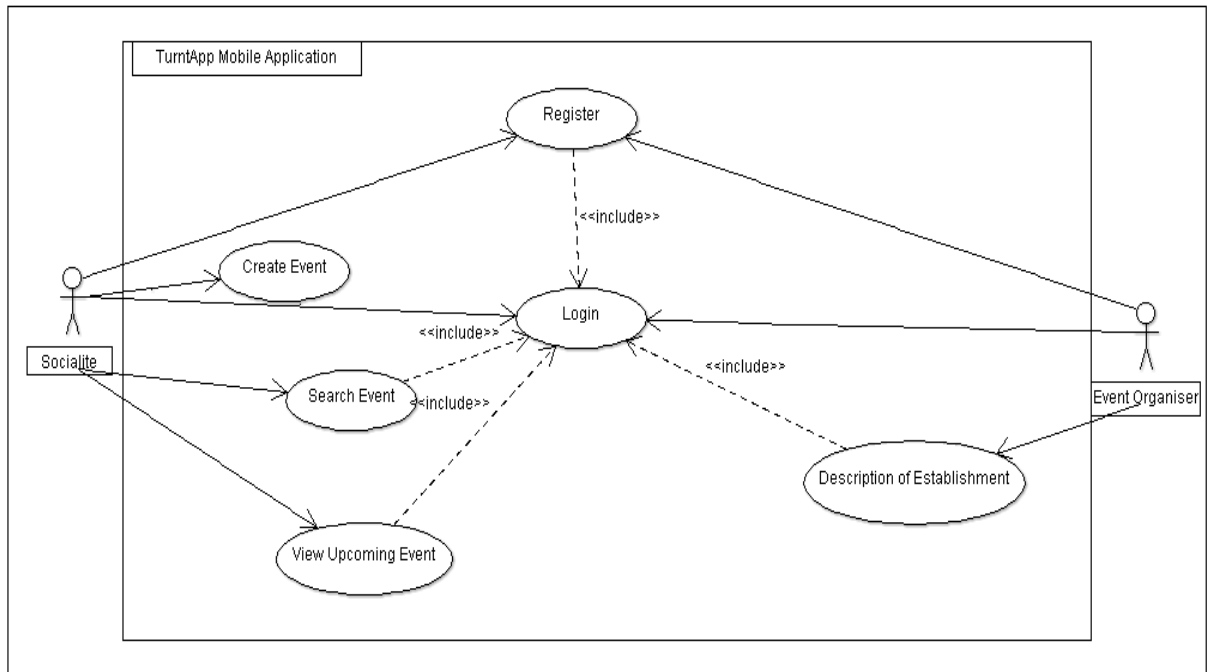 TurntApp Mobile Application
Register
<<include>>
Create Event
Login
<<include>>
Socialite
<<include>>
Search Event
<<include>>
Event Organiser
Description of Establishment
View Upcoming Event